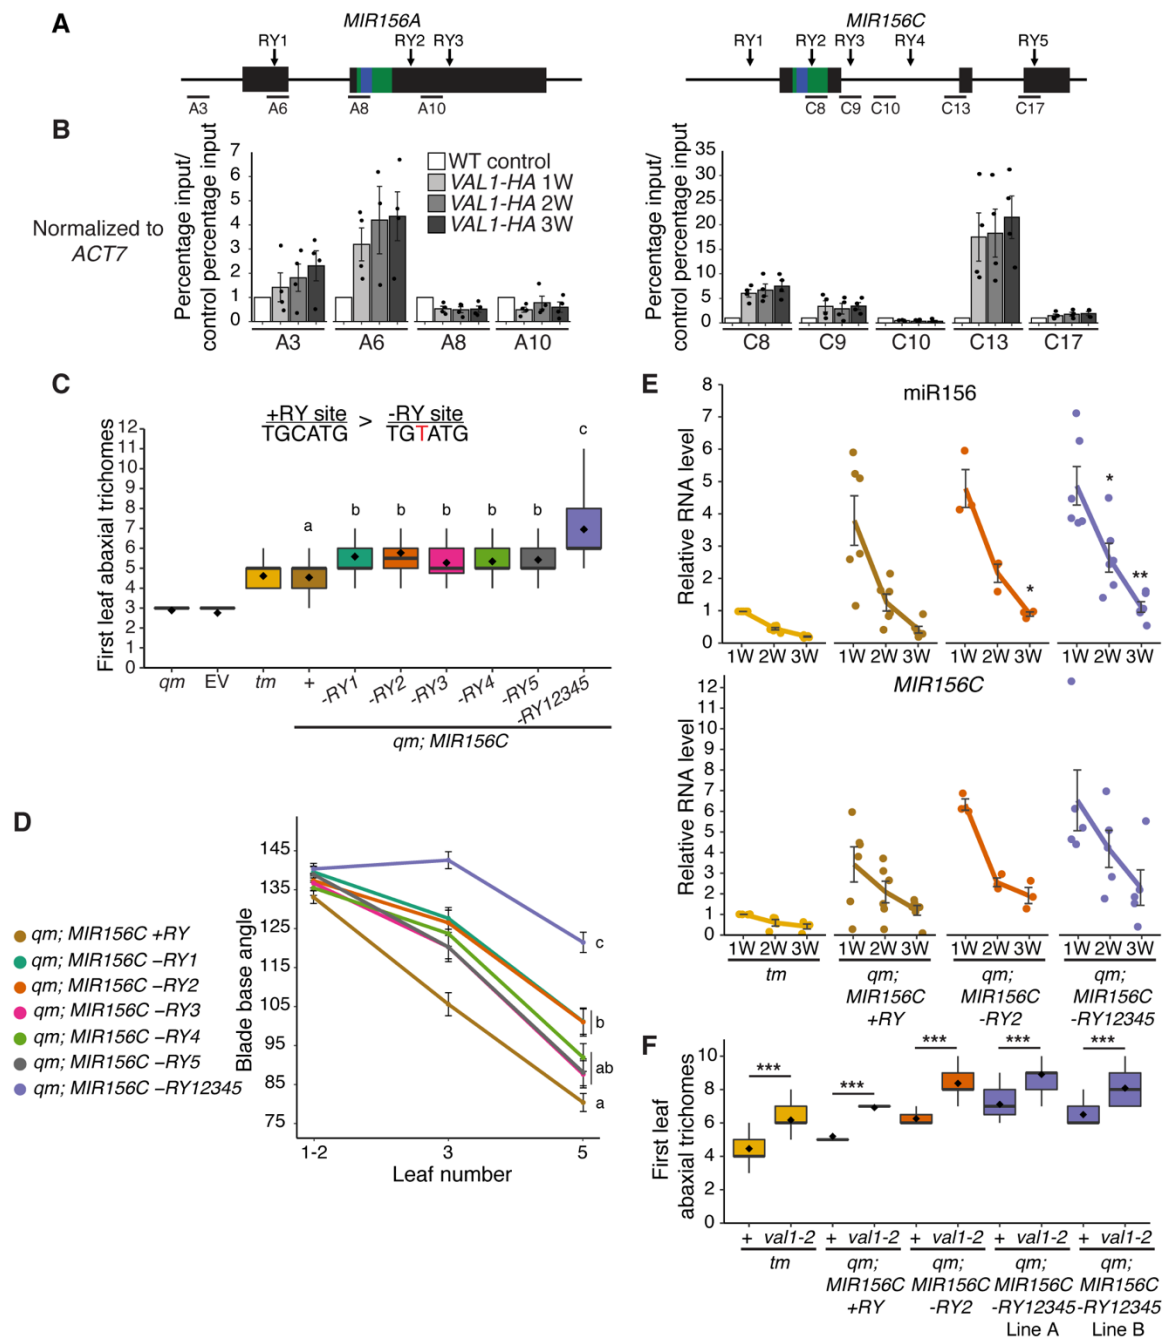 A
MIR156A
MIR156C
RY1 RY2 RY3
RY1 RY2 RY3 RY4 RY5
A3 A6 A8 A10
C8 C9 C10 C13 C17
B
Normalized to
ACT7
Percentage input/
control percentage input
7
6
5
4
3
2
1
0
WT control
VAL1-HA 1W
VAL1-HA 2W
VAL1-HA 3W
A3 A6 A8 A10
Percentage input/
control percentage input
35
30
25
20
15
10
5
0
C8 C9 C10 C13 C17
C
+RY site > -RY site
TGCATG TGTATG
First leaf abaxial trichomes
12
11
10
9
8
7
6
5
4
3
2
1
0
a b b b b b c
qm EV tm + -RY1 -RY2 -RY3 -RY4 -RY5 -RY12345
qm; MIR156C
D
qm; MIR156C +RY
qm; MIR156C –RY1
qm; MIR156C –RY2
qm; MIR156C –RY3
qm; MIR156C –RY4
qm; MIR156C –RY5
qm; MIR156C –RY12345
Blade base angle
145
135
125
115
105
95
85
75
c
b
ab
a
1-2 3 5
Leaf number
E
miR156
Relative RNA level
8
7
6
5
4
3
2
1
0
* * **
1W 2W 3W 1W 2W 3W 1W 2W 3W 1W 2W 3W
MIR156C
Relative RNA level
12
11
10
9
8
7
6
5
4
3
2
1
0
1W 2W 3W 1W 2W 3W 1W 2W 3W 1W 2W 3W
tm qm; qm; qm;
MIR156C MIR156C MIR156C
+RY -RY2 -RY12345
F
First leaf
abaxial trichomes
10
8
6
4
2
0
*** *** *** *** ***
+ val1-2 + val1-2 + val1-2 + val1-2 + val1-2
tm qm; qm; qm; qm;
MIR156C MIR156C MIR156C MIR156C
+RY -RY2 -RY12345 -RY12345
Line A Line B